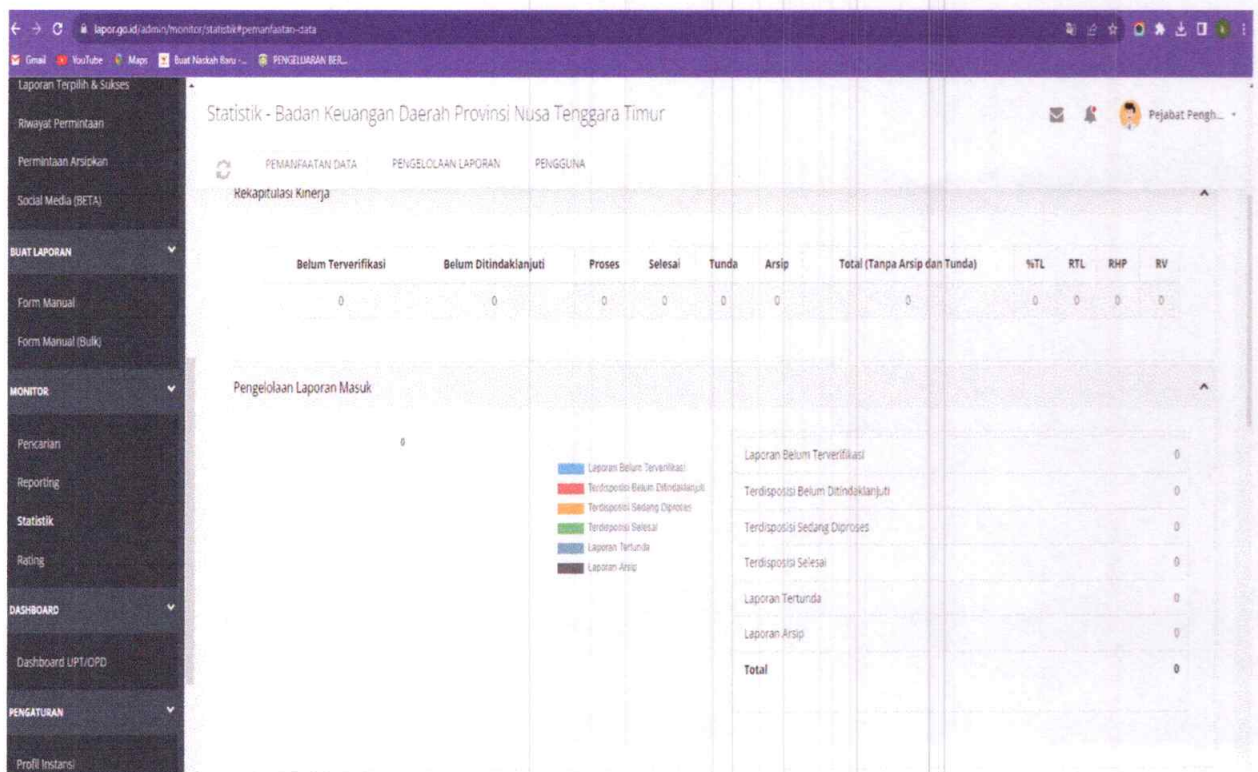 lapor.go.id/admin/monitor/statistik#pemanfaatan-data
Gmail YouTube Maps Buat Naskah Baru -... PENGELUARAN BER...
Laporan Terpilih & Sukses
Riwayat Permintaan
Permintaan Arsipkan
Social Media (BETA)
BUAT LAPORAN
Form Manual
Form Manual (Bulk)
MONITOR
Pencarian
Reporting
Statistik
Rating
DASHBOARD
Dashboard UPT/OPD
PENGATURAN
Profil Instansi
Statistik - Badan Keuangan Daerah Provinsi Nusa Tenggara Timur
Pejabat Pengh...
PEMANFAATAN DATA PENGELOLAAN LAPORAN PENGGUNA
Rekapitulasi Kinerja
Belum Terverifikasi Belum Ditindaklanjuti Proses Selesai Tunda Arsip Total (Tanpa Arsip dan Tunda) %TL RTL RHP RV
0 0 0 0 0 0 0 0 0 0 0
Pengelolaan Laporan Masuk
0
Laporan Belum Terverifikasi
Terdisposisi Belum Ditindaklanjuti
Terdisposisi Sedang Diproses
Terdisposisi Selesai
Laporan Tertunda
Laporan Arsip
Laporan Belum Terverifikasi 0
Terdisposisi Belum Ditindaklanjuti 0
Terdisposisi Sedang Diproses 0
Terdisposisi Selesai 0
Laporan Tertunda 0
Laporan Arsip 0
Total 0